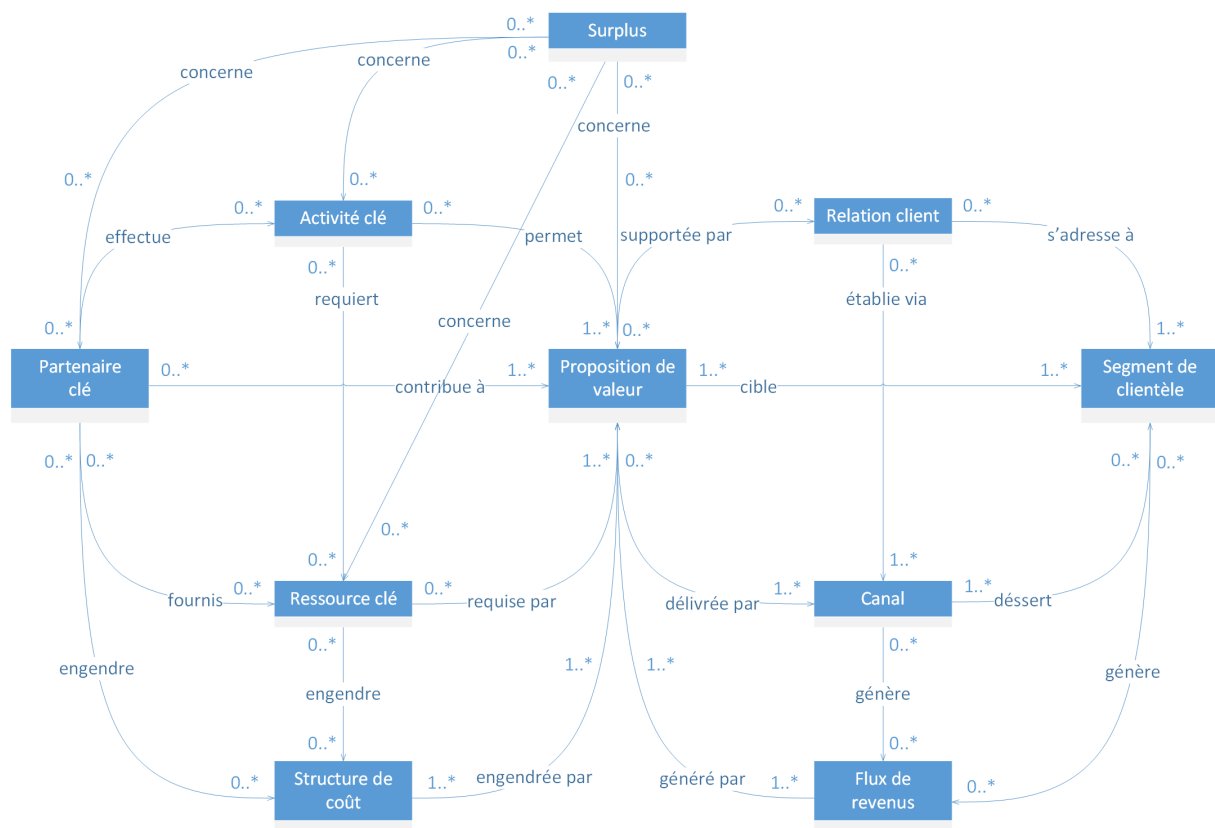 0..*
Surplus
0..*
concerne
concerne
0..*
0..*
concerne
0..*
0..*
0..*
0..*
Activité clé
0..*
0..*
Relation client
0..*
effectue
permet
supportée par
s’adresse à
0..*
0..*
requiert
établie via
concerne
0..*
1..*
0..*
1..*
Partenaire
clé
0..*
contribue à
1..*
Proposition de
valeur
1..*
cible
1..*
Segment de
clientèle
0..*
0..*
1..*
0..*
0..*
0..*
0..*
0..*
1..*
fournis
0..*
Ressource clé
0..*
requise par
délivrée par
1..*
Canal
1..*
déssert
0..*
0..*
engendre
1..*
1..*
génère
engendre
génère
0..*
0..*
0..*
Structure de
coût
1..*
engendrée par
généré par
1..*
Flux de
revenus
0..*